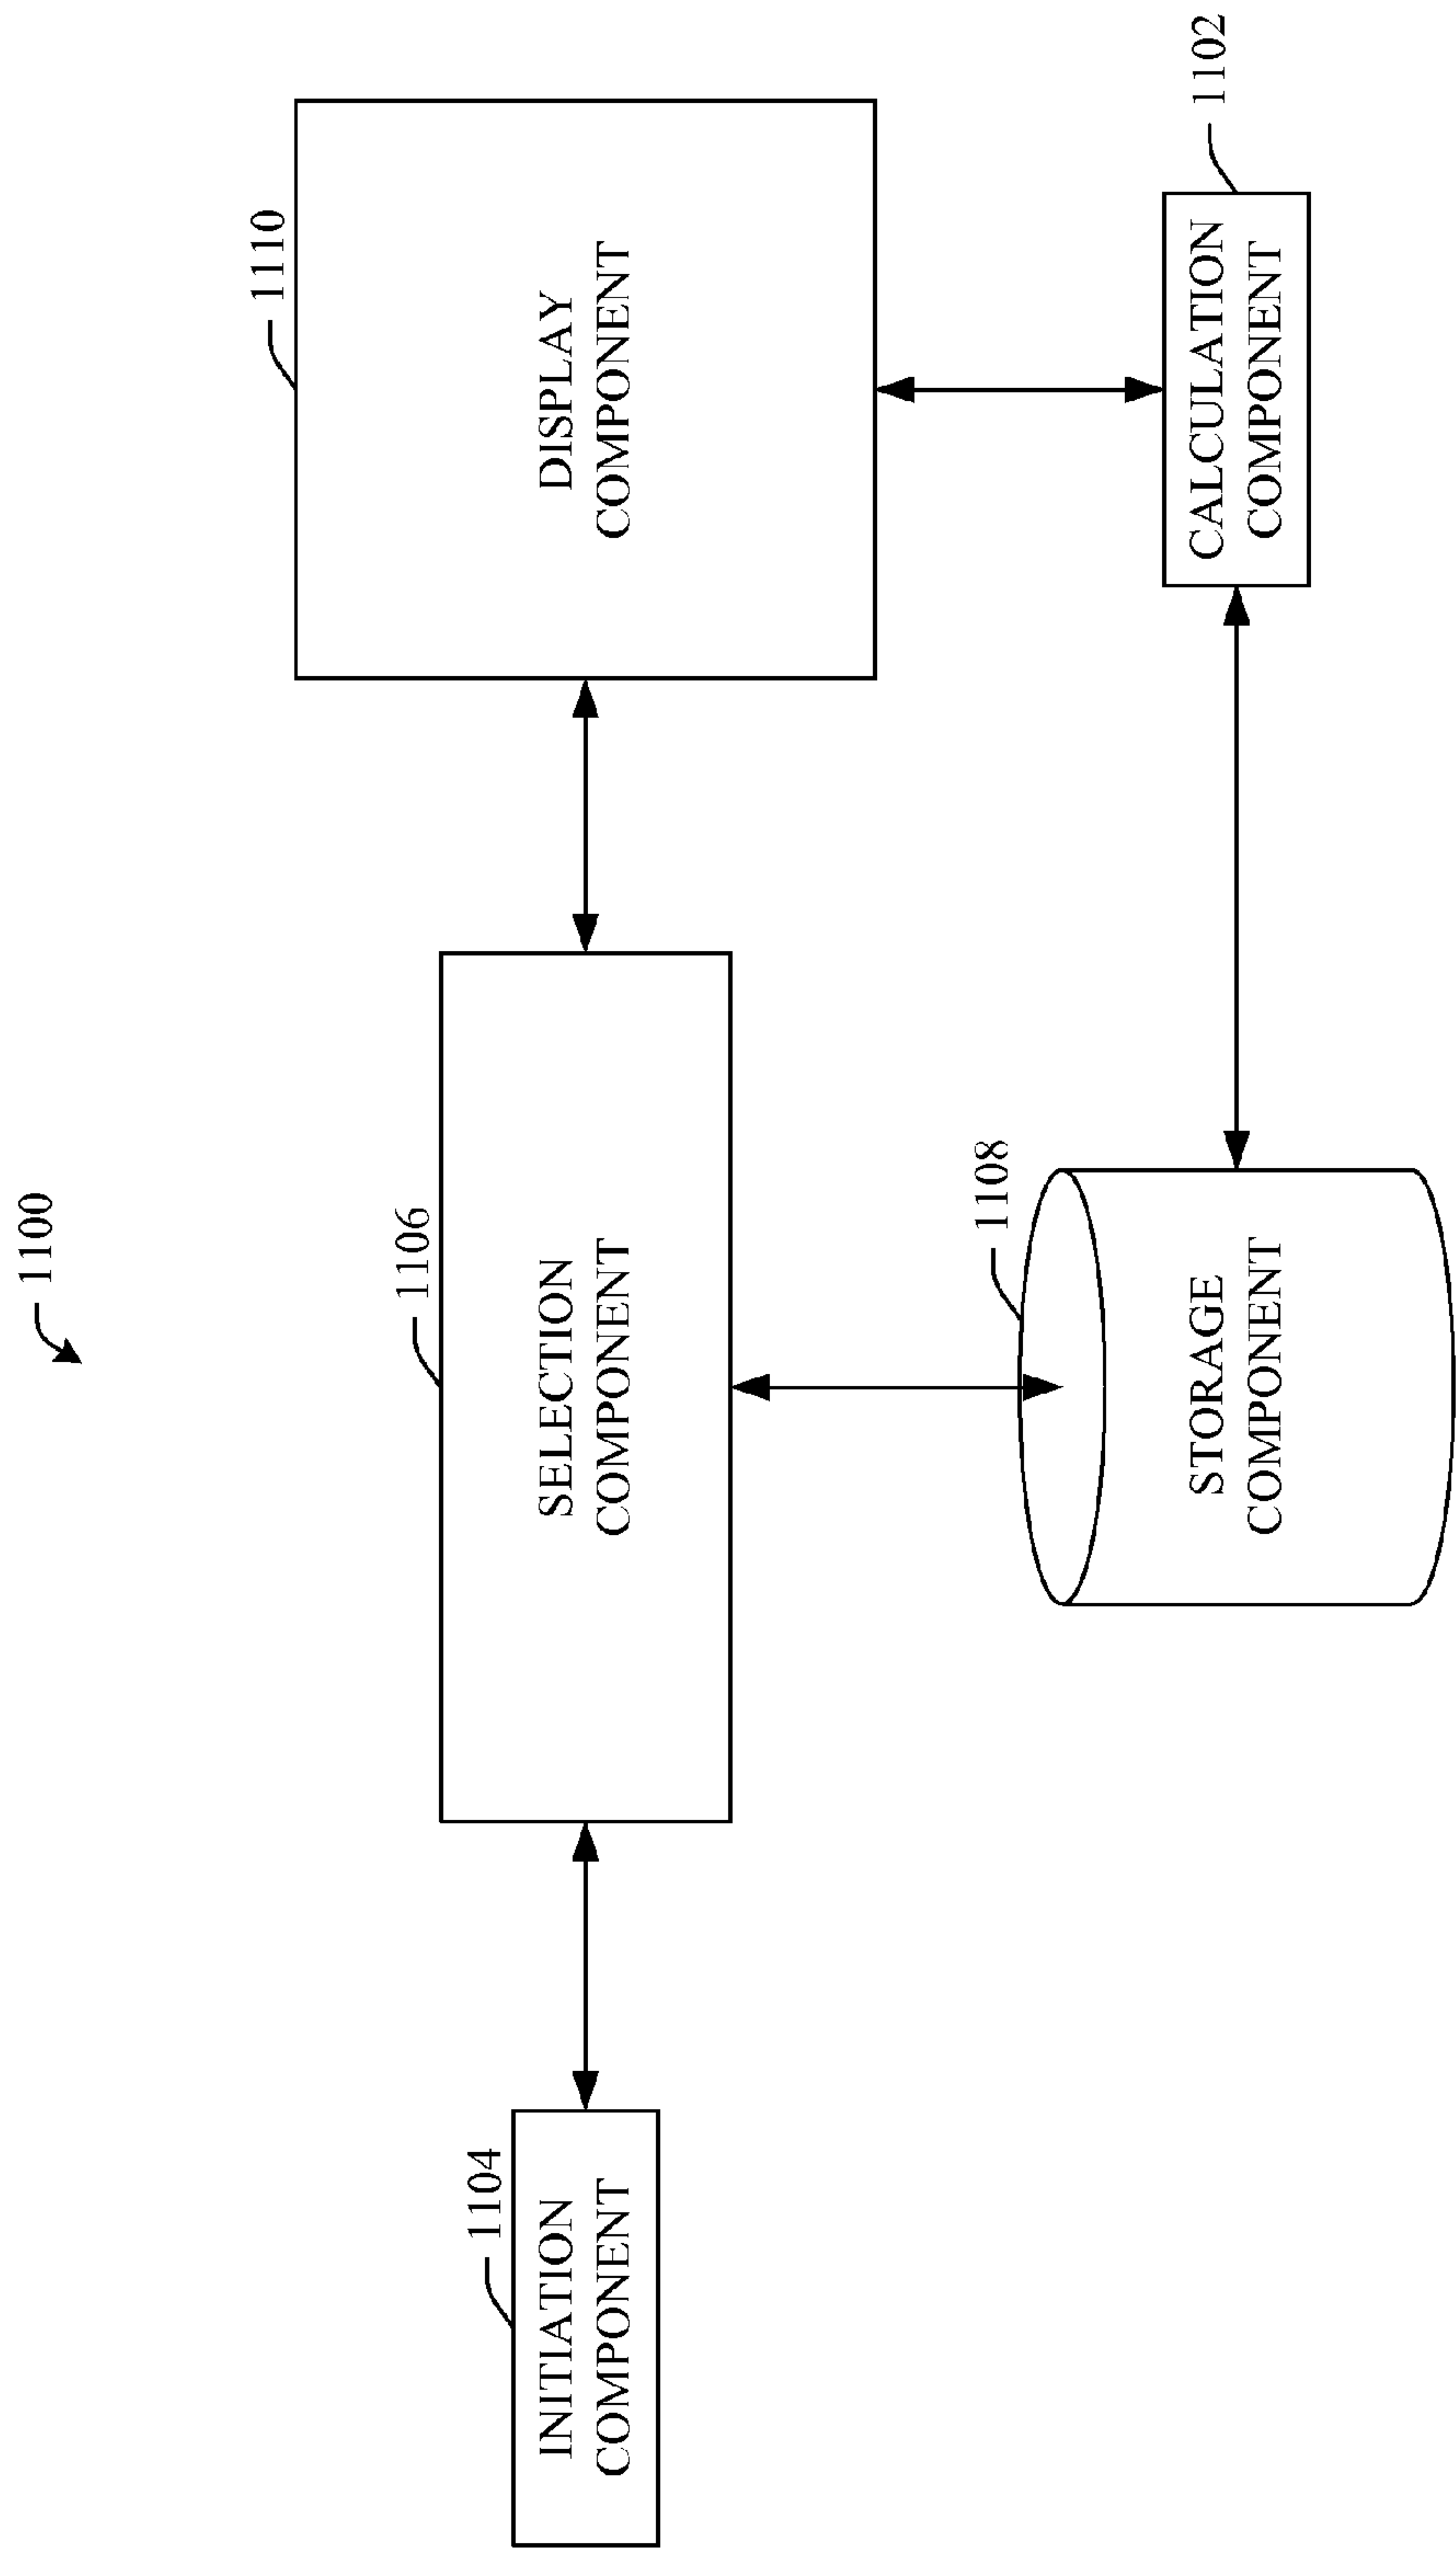 1100
1104
INITIATION
COMPONENT
1106
SELECTION
COMPONENT
1110
DISPLAY
COMPONENT
1108
STORAGE
COMPONENT
1102
CALCULATION
COMPONENT